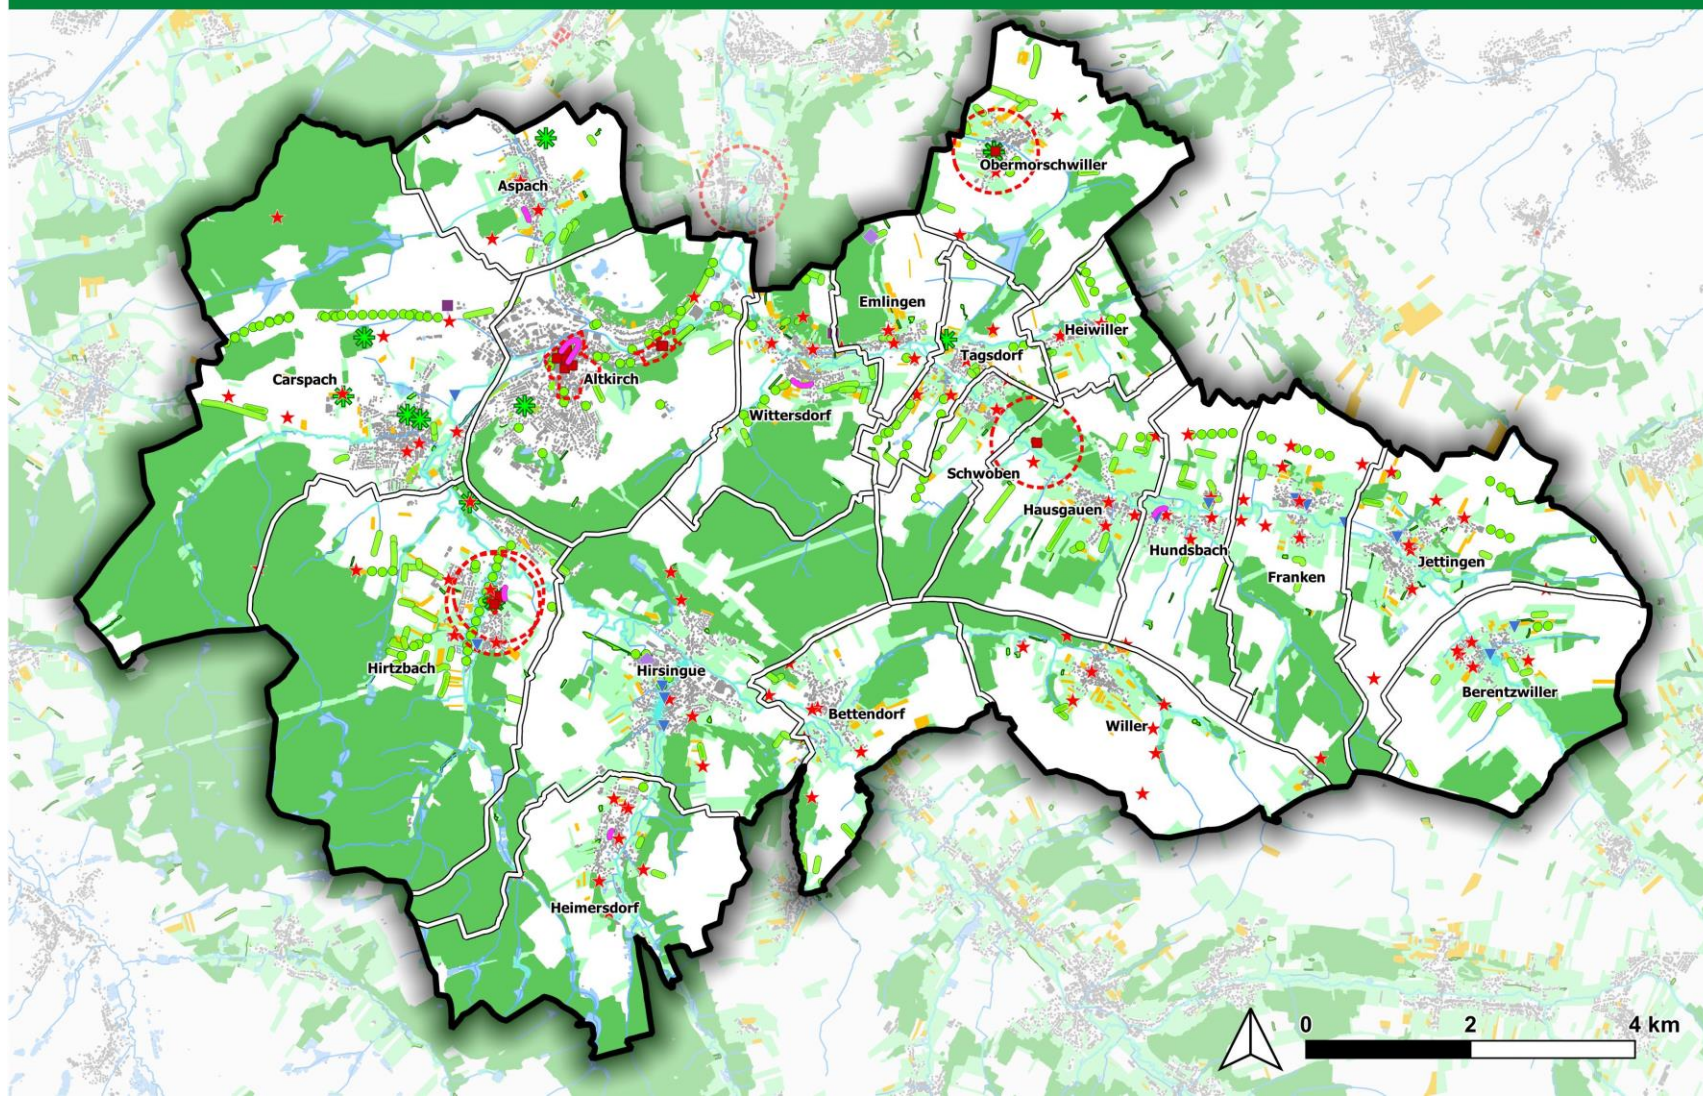 Obermorschwiller
Aspach
Emlingen
Heiwiller
Tagsdorf
Carspach
Altkirch
Wittersdorf
Schwoben
Hausgauen
Hundsbach
Jettingen
Franken
Hirtzbach
Hirsingue
Berentzwiller
Bettendorf
Willer
Heimersdorf
0 2 4 km